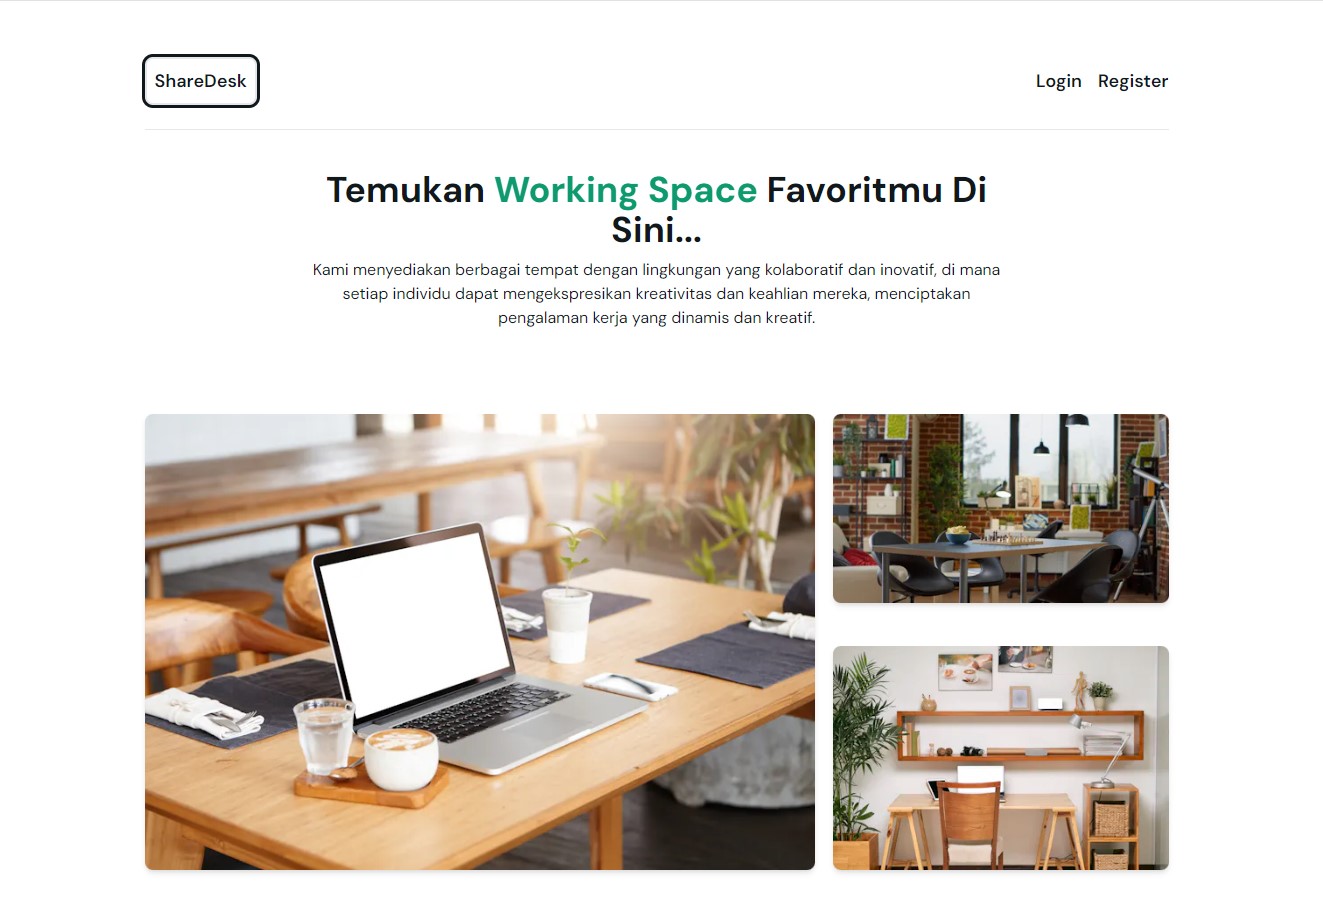 ShareDesk
Login Register
Temukan Working Space Favoritmu Di
Sini...
Kami menyediakan berbagai tempat dengan lingkungan yang kolaboratif dan inovatif, di mana
setiap individu dapat mengekspresikan kreativitas dan keahlian mereka, menciptakan
pengalaman kerja yang dinamis dan kreatif.